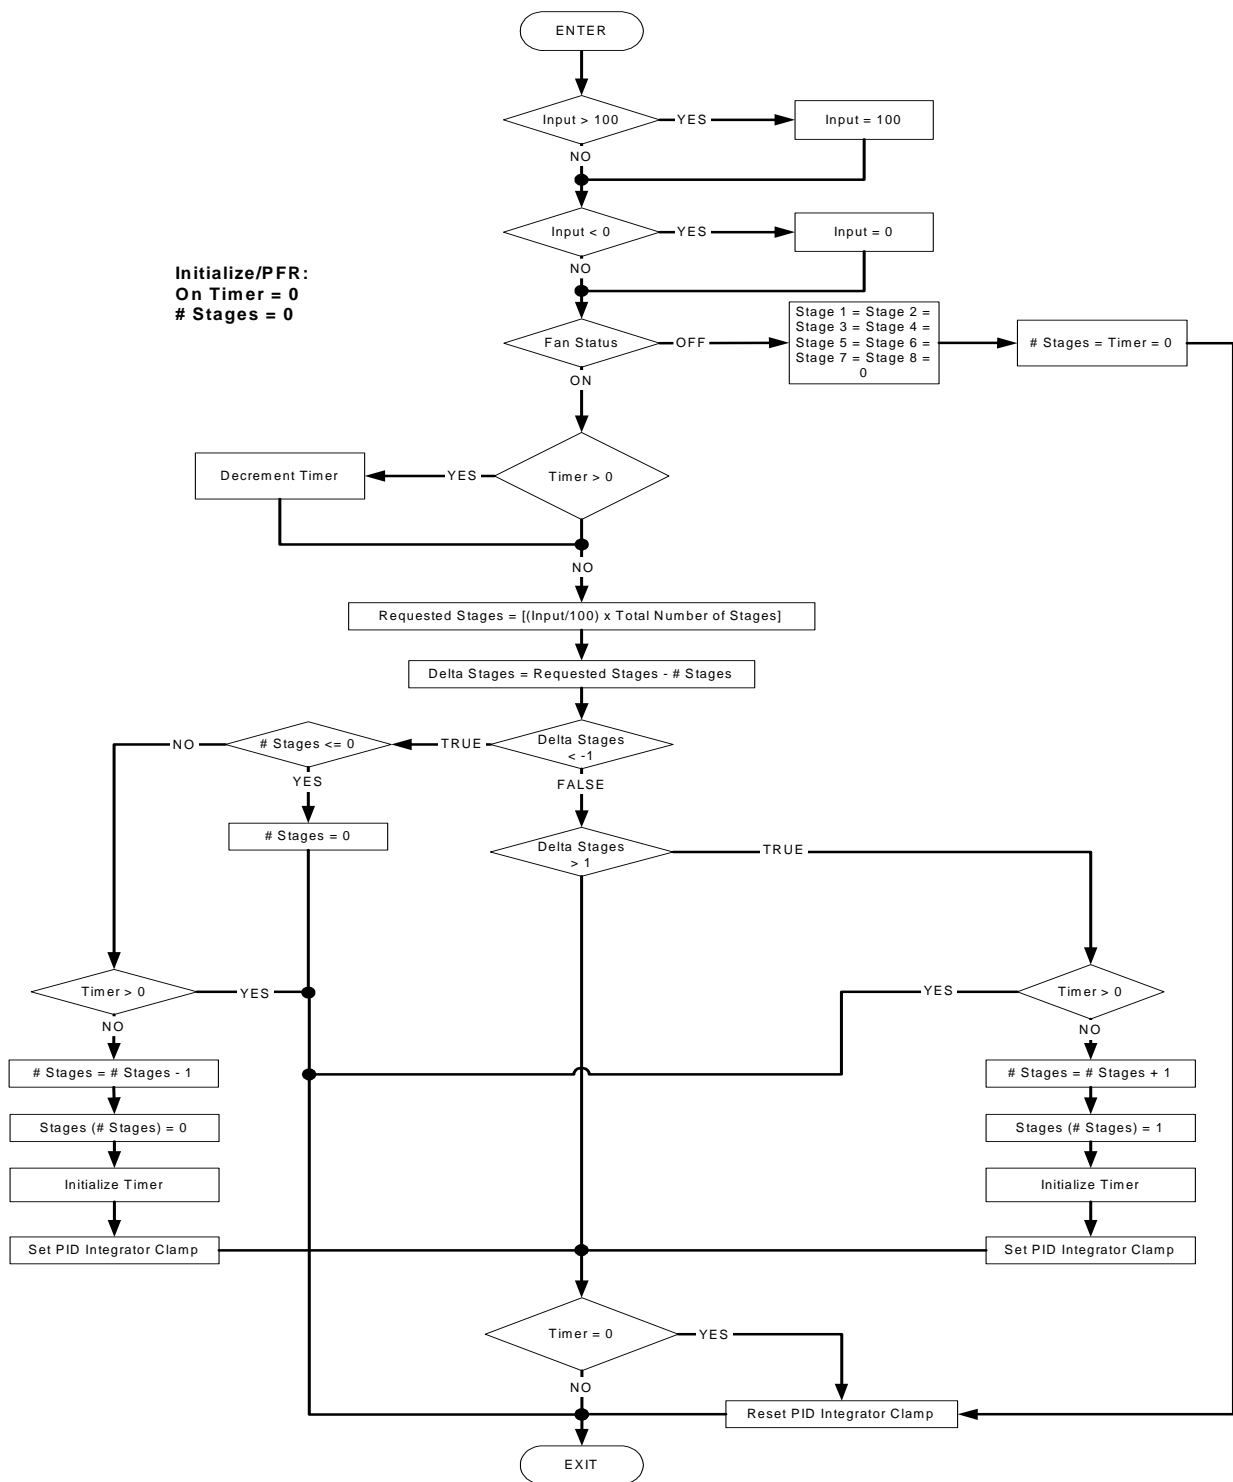 ENTER
Input > 100
YES
Input = 100
NO
Input < 0
YES
Input = 0
NO
Initialize/PFR:
On Timer = 0
# Stages = 0
Fan Status
OFF
Stage 1 = Stage 2 =
Stage 3 = Stage 4 =
Stage 5 = Stage 6 =
Stage 7 = Stage 8 =
0
# Stages = Timer = 0
ON
Timer > 0
YES
Decrement Timer
NO
Requested Stages = [(Input/100) x Total Number of Stages]
Delta Stages = Requested Stages - # Stages
Delta Stages
< -1
TRUE
# Stages <= 0
NO
YES
# Stages = 0
FALSE
Delta Stages
> 1
TRUE
Timer > 0
YES
NO
# Stages = # Stages - 1
Stages (# Stages) = 0
Initialize Timer
Set PID Integrator Clamp
Timer > 0
YES
NO
# Stages = # Stages + 1
Stages (# Stages) = 1
Initialize Timer
Set PID Integrator Clamp
Timer = 0
YES
NO
Reset PID Integrator Clamp
EXIT